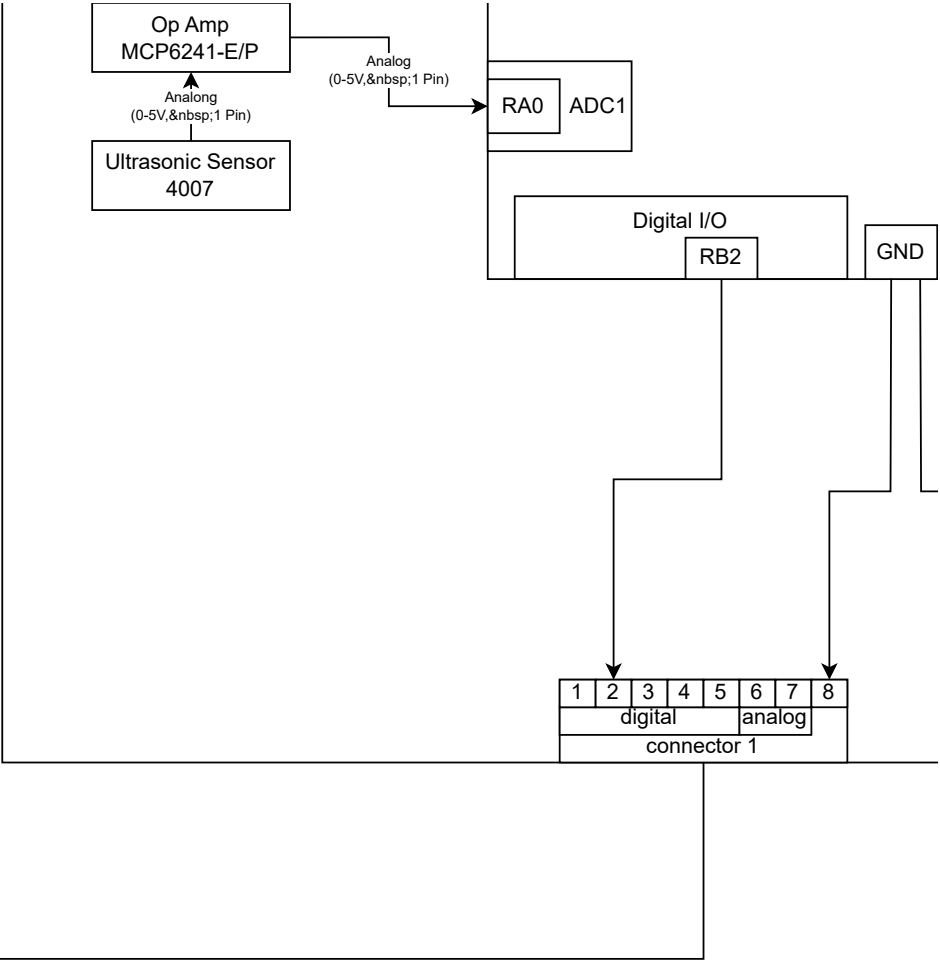 Op Amp
MCP6241-E/P
Analog
(0-5V,&nbsp;1 Pin)
Analong
(0-5V,&nbsp;1 Pin)
RA0
ADC1
Ultrasonic Sensor
4007
Digital I/O
RB2
GND
1 2 3 4 5 6 7 8
digital
analog
connector 1